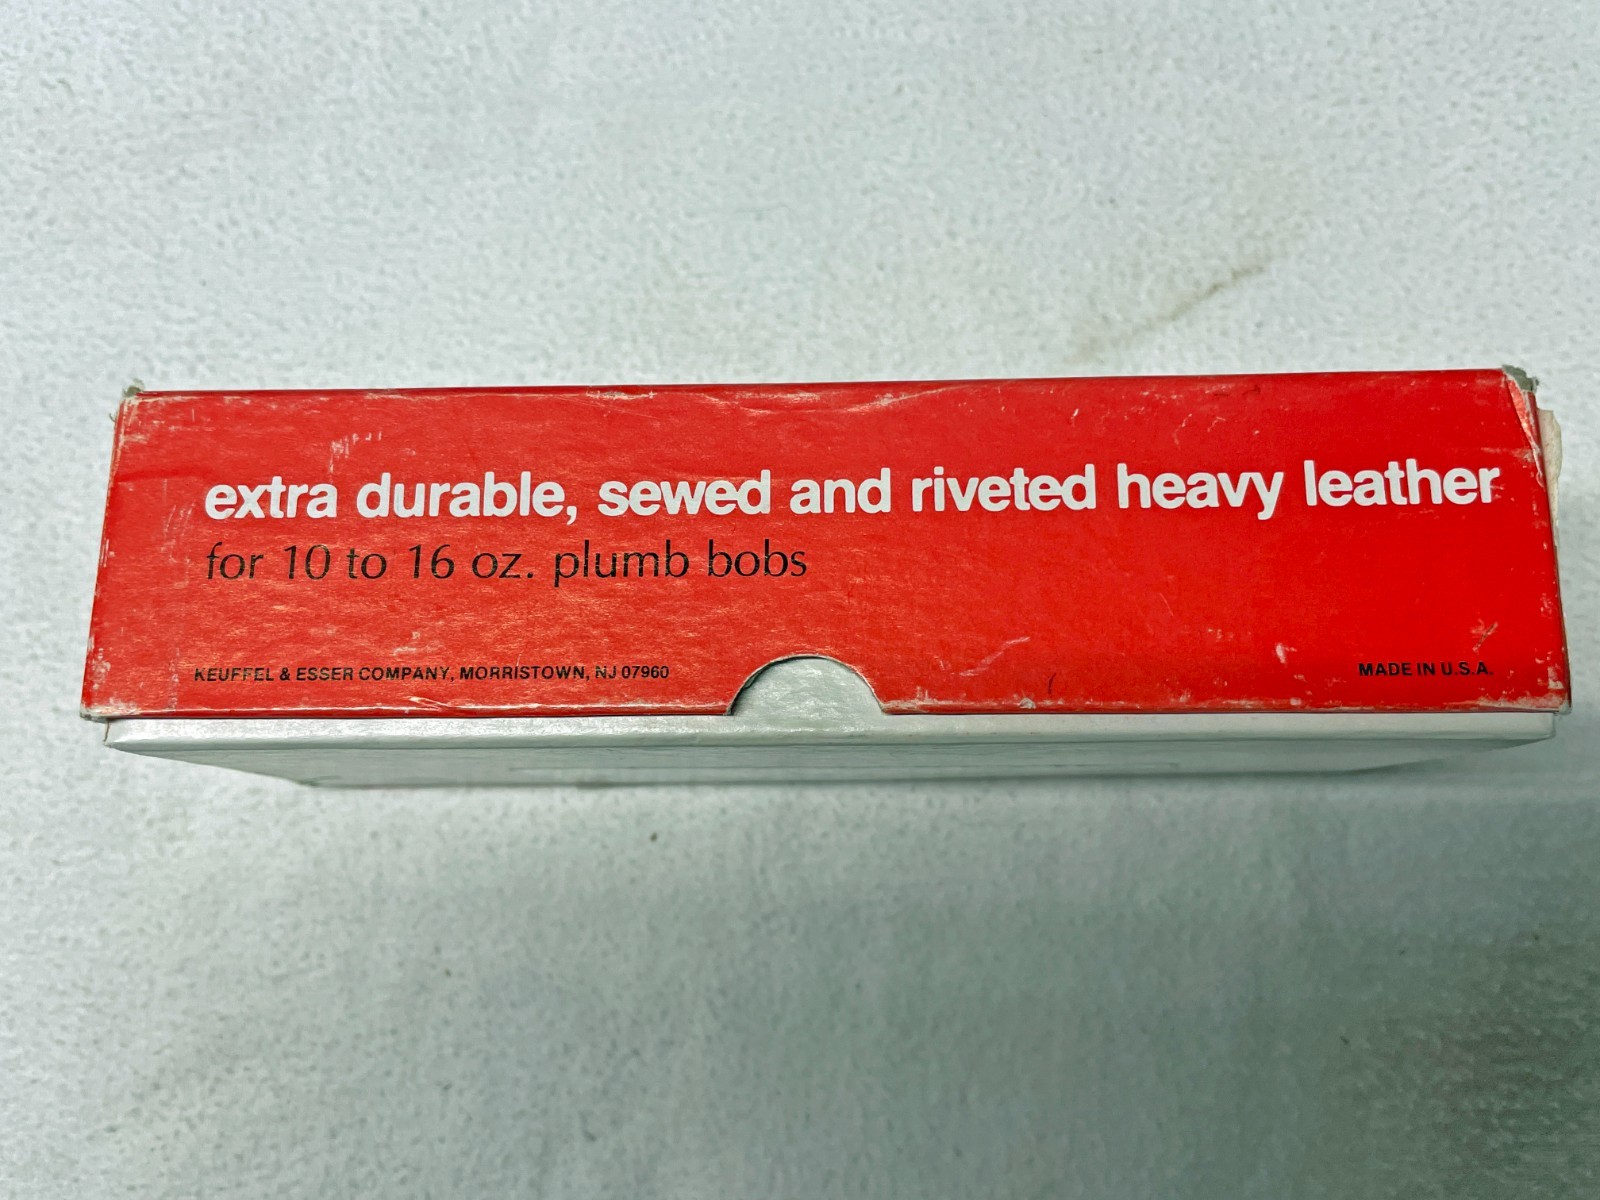 extra durable, sewed and riveted heavy leather
for 10 to 16 oz. plumb bobs
KEUFFEL & ESSER COMPANY, MORRISTOWN, NJ 07960
MADE IN U.S.A.